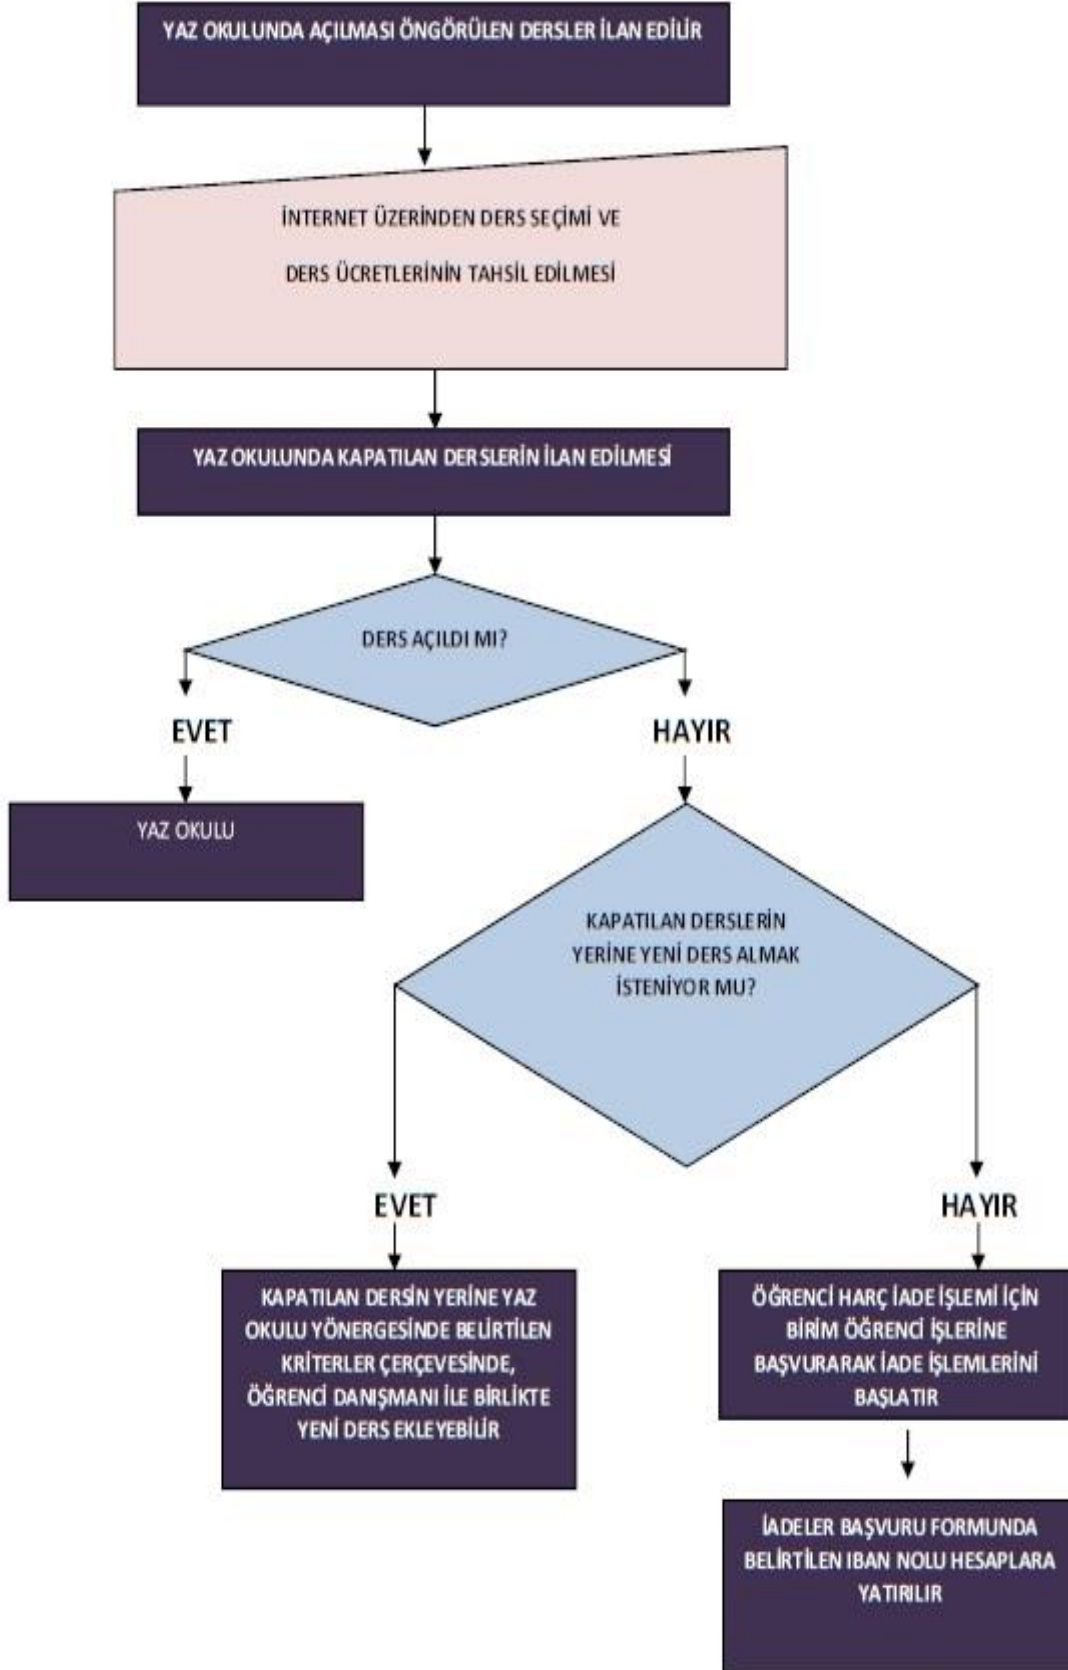 YAZ OKULUNDA AÇILMASI ÖNGÖRÜLEN DERSLER İLAN EDİLİR
İNTERNET ÜZERİNDEN DERS SEÇİMİ VE
DERS ÜCRETLERİNİN TAHSİL EDİLMESİ
YAZ OKULUNDA KAPATILAN DERSLERİN İLAN EDİLMESİ
DERS AÇILDI MI?
EVET
HAYIR
YAZ OKULU
KAPATILAN DERSLERİN
YERİNE YENİ DERS ALMAK
İSTENİYOR MU?
EVET
HAYIR
KAPATILAN DERSİN YERİNE YAZ
OKULU YÖNERGESİNDE BELİRTİLEN
KRİTERLER ÇERÇEVESİNDE,
ÖĞRENCİ DANIŞMANI İLE BİRLİKTE
YENİ DERS EKLEYEBİLİR
ÖĞRENCİ HARÇ İADE İŞLEMİ İÇİN
BİRİM ÖĞRENCİ İŞLERİNE
BAŞVURARAK İADE İŞLEMLERİNİ
BAŞLATIR
İADELER BAŞVURU FORMUNDA
BELİRTİLEN IBAN NOLU HESAPLARA
YATIRILIR